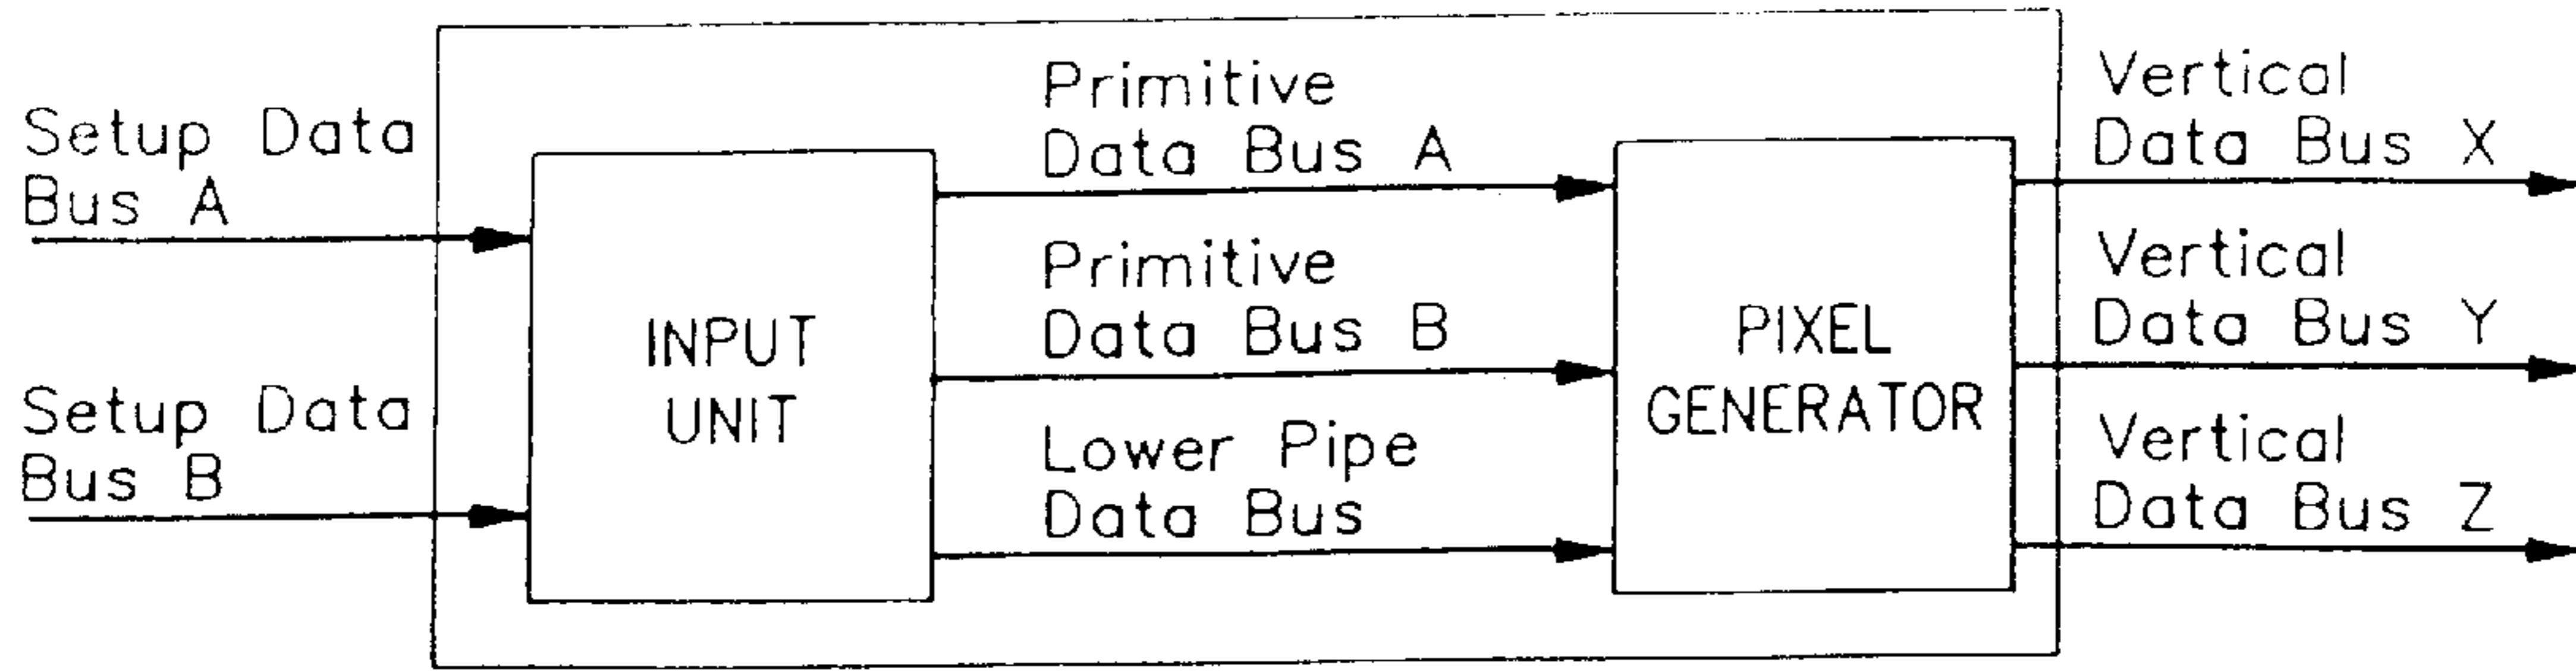 Setup Data
Bus A
Setup Data
Bus B
INPUT
UNIT
Primitive
Data Bus A
Primitive
Data Bus B
Lower Pipe
Data Bus
PIXEL
GENERATOR
Vertical
Data Bus X
Vertical
Data Bus Y
Vertical
Data Bus Z